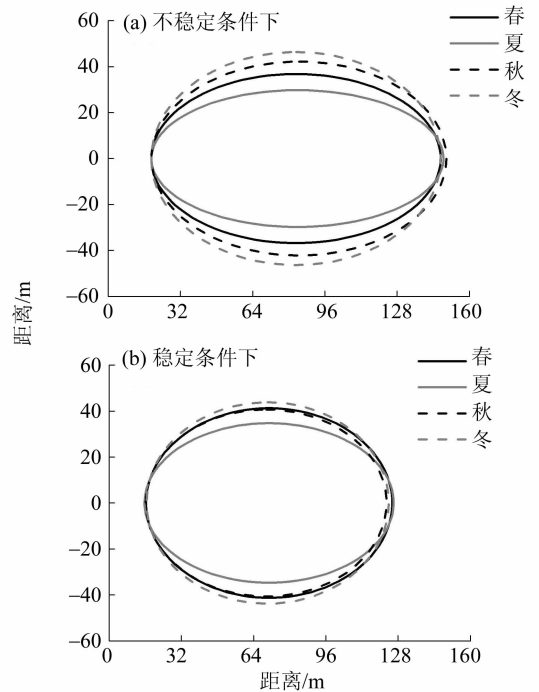 (a) 不稳定条件下
春
夏
秋
冬
60
40
20
0
–20
–40
–60
0 32 64 96 128 160
距离/m
(b) 稳定条件下
春
夏
秋
冬
60
40
20
0
–20
–40
–60
0 32 64 96 128 160
距离/m